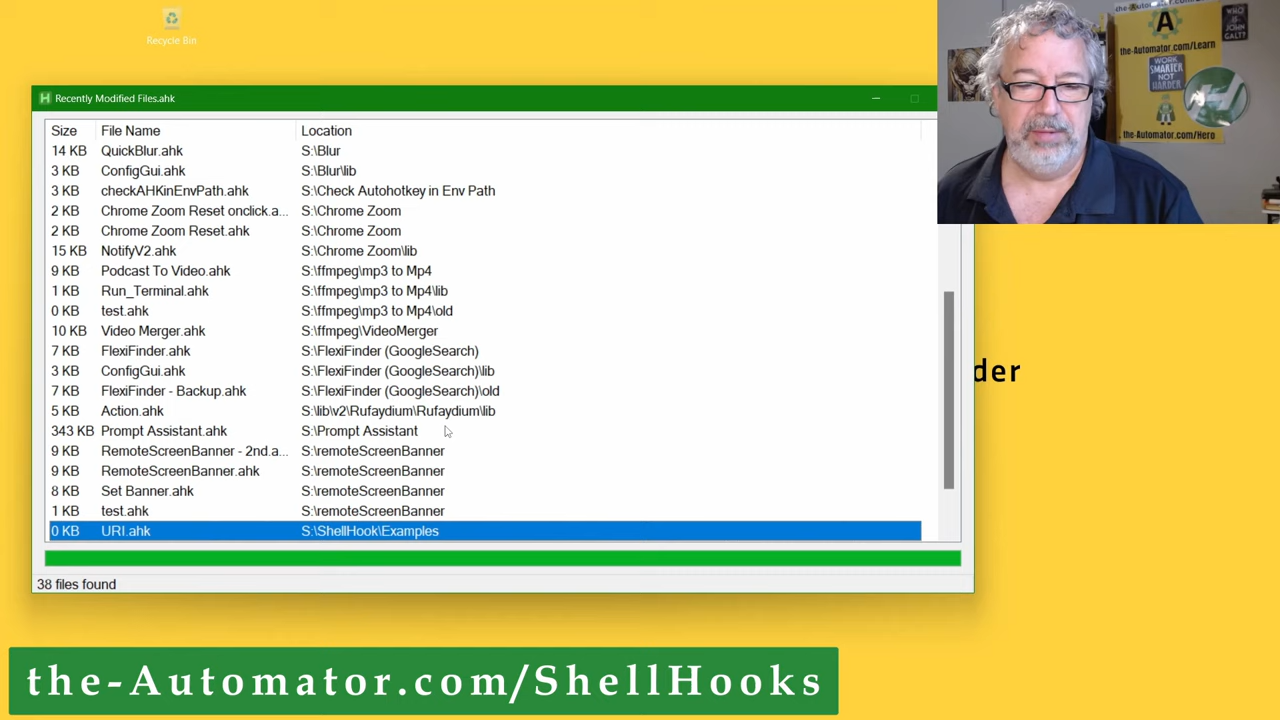 Recycle Bin
Recently Modified Files.ahk
Size File Name Location
14 KB QuickBlur.ahk S:\Blur
3 KB ConfigGui.ahk S:\Blur\lib
3 KB checkAHKinEnvPath.ahk S:\Check Autohotkey in Env Path
2 KB Chrome Zoom Reset onclick.a... S:\Chrome Zoom
2 KB Chrome Zoom Reset.ahk S:\Chrome Zoom
15 KB NotifyV2.ahk S:\Chrome Zoom\lib
9 KB Podcast To Video.ahk S:\ffmpeg\mp3 to Mp4
1 KB Run_Terminal.ahk S:\ffmpeg\mp3 to Mp4\lib
0 KB test.ahk S:\ffmpeg\mp3 to Mp4\old
10 KB Video Merger.ahk S:\ffmpeg\VideoMerger
7 KB FlexiFinder.ahk S:\FlexiFinder (GoogleSearch)
3 KB ConfigGui.ahk S:\FlexiFinder (GoogleSearch)\lib
7 KB FlexiFinder - Backup.ahk S:\FlexiFinder (GoogleSearch)\old
5 KB Action.ahk S:\lib\v2\Rufaydium\Rufaydium\lib
343 KB Prompt Assistant.ahk S:\Prompt Assistant
9 KB RemoteScreenBanner - 2nd.a... S:\remoteScreenBanner
9 KB RemoteScreenBanner.ahk S:\remoteScreenBanner
8 KB Set Banner.ahk S:\remoteScreenBanner
1 KB test.ahk S:\remoteScreenBanner
0 KB URI.ahk S:\ShellHook\Examples
38 files found
der
A
the-Automator.com/Learn
WORK
SMARTER
NOT
HARDER
the-Automator.com/Hero
WHO
IS
JOHN
GALT?
the-Automator.com/ShellHooks